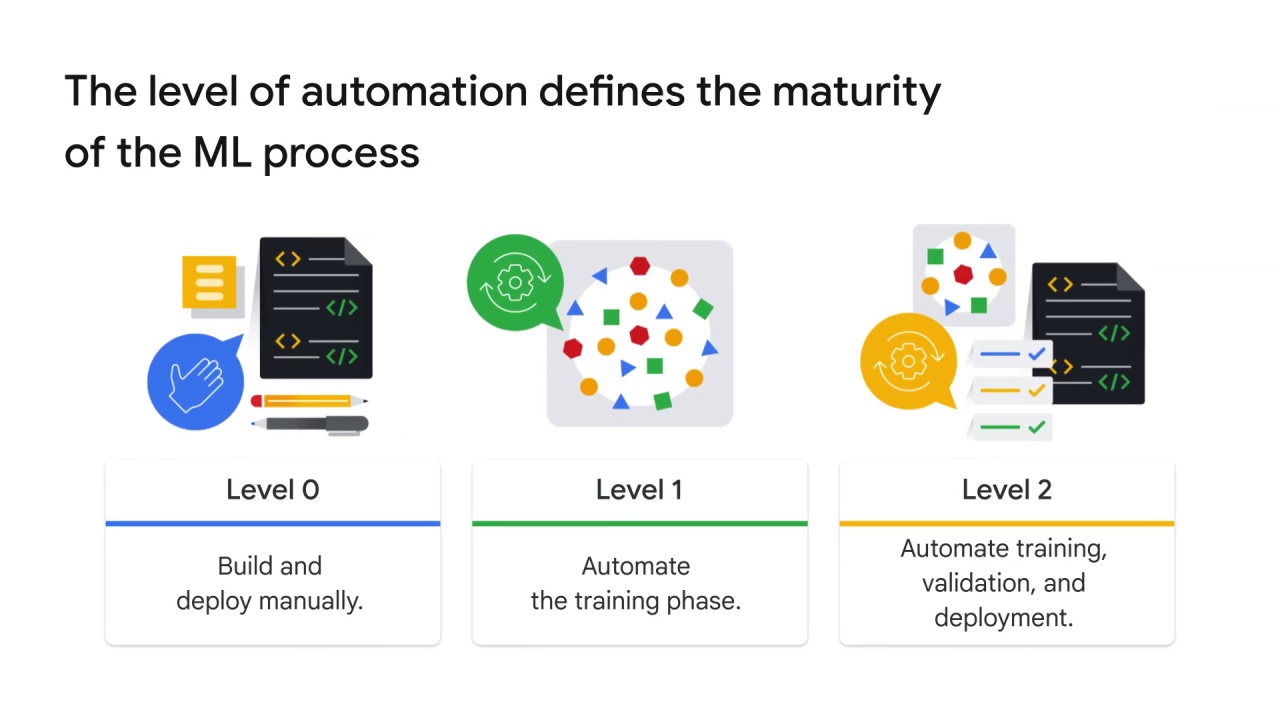 The level of automation defines the maturity
of the ML process
Level 0
Build and
deploy manually.
Level 1
Automate
the training phase.
Level 2
Automate training,
validation, and
deployment.